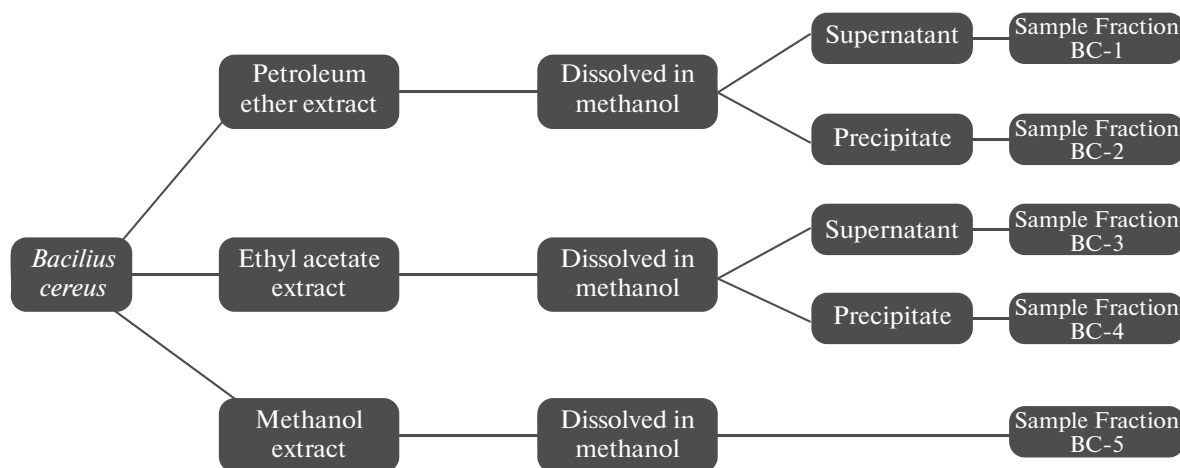 Bacilius
cereus
Petroleum
ether extract
Dissolved in
methanol
Supernatant
Sample Fraction
BC-1
Precipitate
Sample Fraction
BC-2
Ethyl acetate
extract
Dissolved in
methanol
Supernatant
Sample Fraction
BC-3
Precipitate
Sample Fraction
BC-4
Methanol
extract
Dissolved in
methanol
Sample Fraction
BC-5